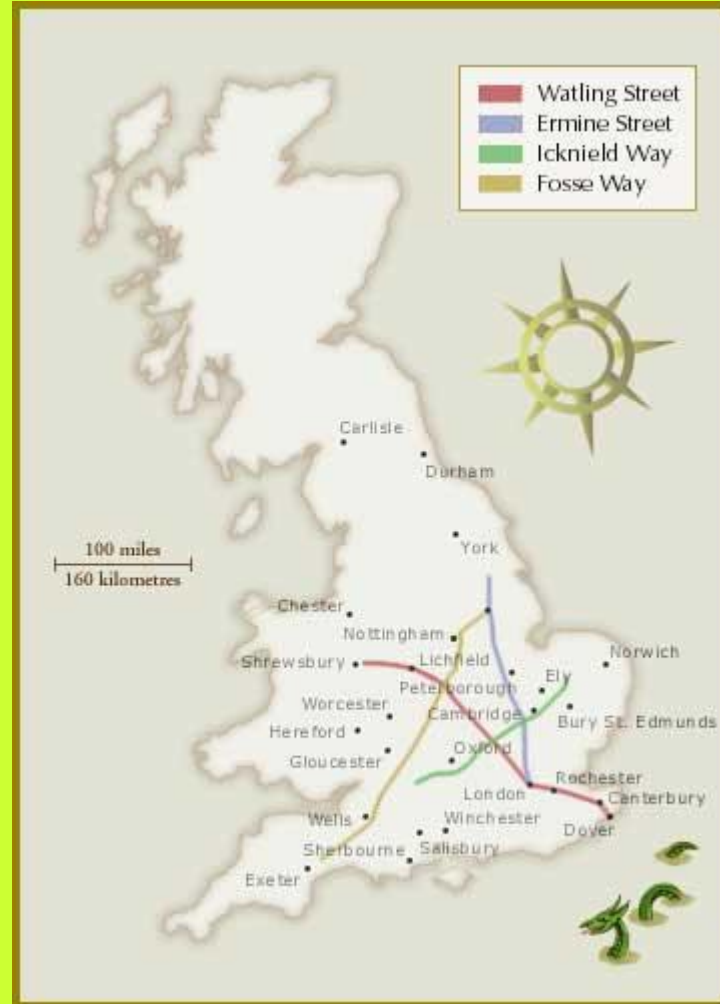 Watling Street
Ermine Street
Icknield Way
Fosse Way
Carlisle
Durham
York
100 miles
160 kilometres
Chester
Nottingham
Norwich
Shrewsbury
Lichfield
Ely
Peterborough
Worcester
Cambridge
Bury St. Edmunds
Hereford
Oxford
Gloucester
Rochester
London
Canterbury
Wells
Winchester
Dover
Sherbourne
Salisbury
Exeter